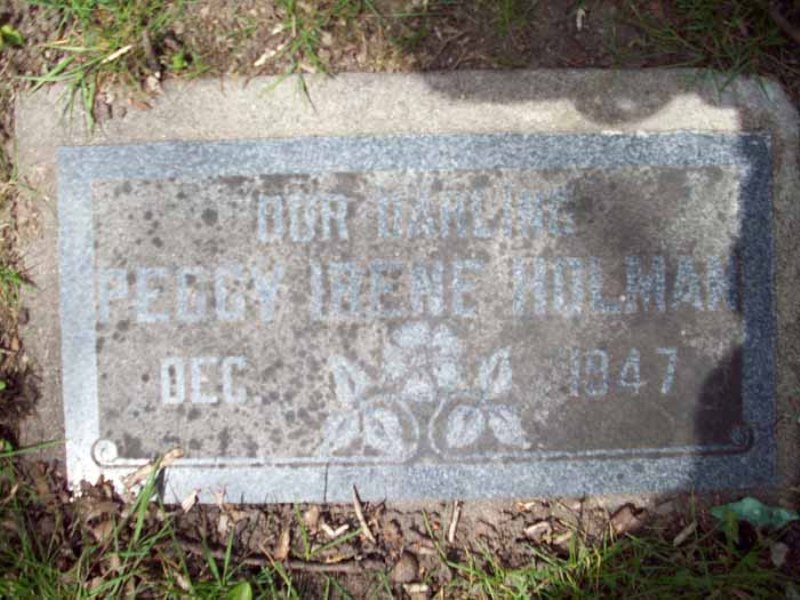 OUR DARLING
PEGGY IRENE HOLMAN
DEC. 1947